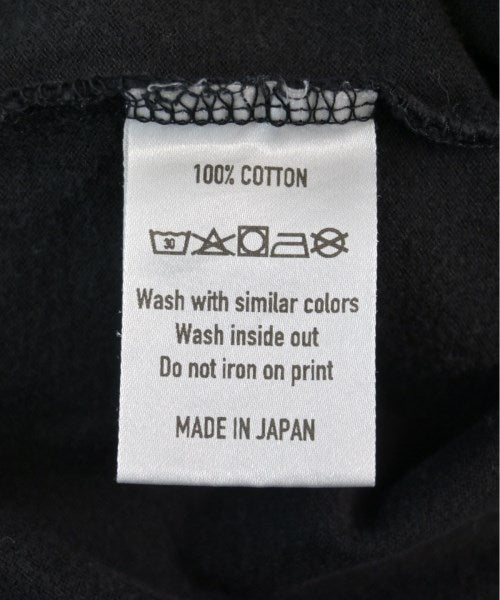 100% COTTON
30
Wash with similar colors
Wash inside out
Do not iron on print
MADE IN JAPAN